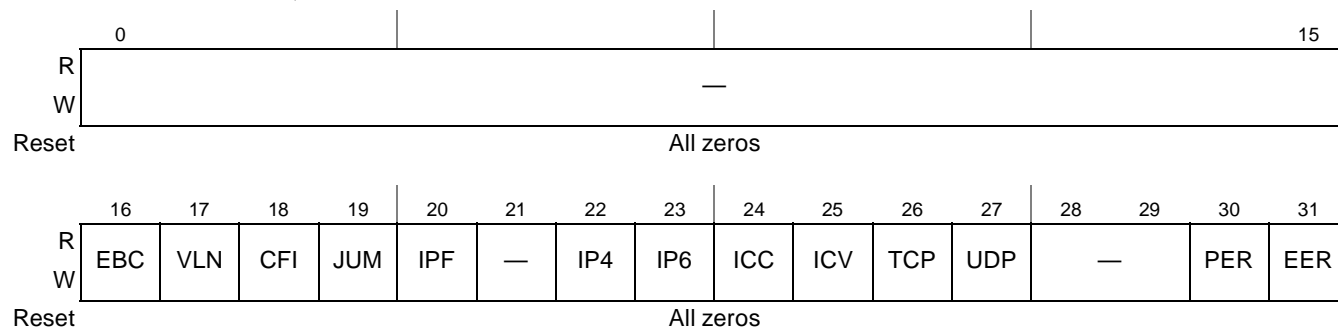 0 15
R
—
W
Reset All zeros
16 17 18 19 20 21 22 23 24 25 26 27 28 29 30 31
R
EBC VLN CFI JUM IPF — IP4 IP6 ICC ICV TCP UDP — PER EER
W
Reset All zeros